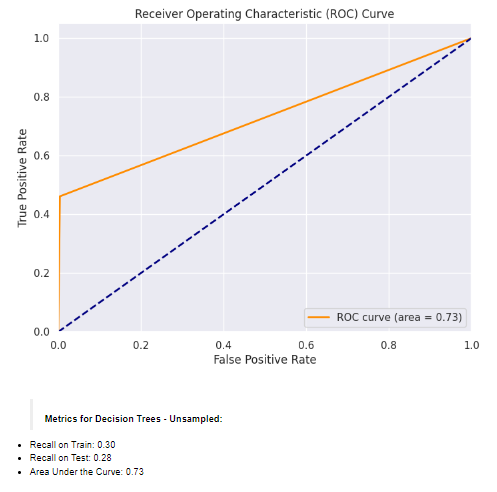 Receiver Operating Characteristic (ROC) Curve
1.0
0.8
0.6
0.4
0.2
0.0
True Positive Rate
ROC curve (area = 0.73)
0.0 0.2 0.4 0.6 0.8 1.0
False Positive Rate
Metrics for Decision Trees - Unsampled:
• Recall on Train: 0.30
• Recall on Test: 0.28
• Area Under the Curve: 0.73